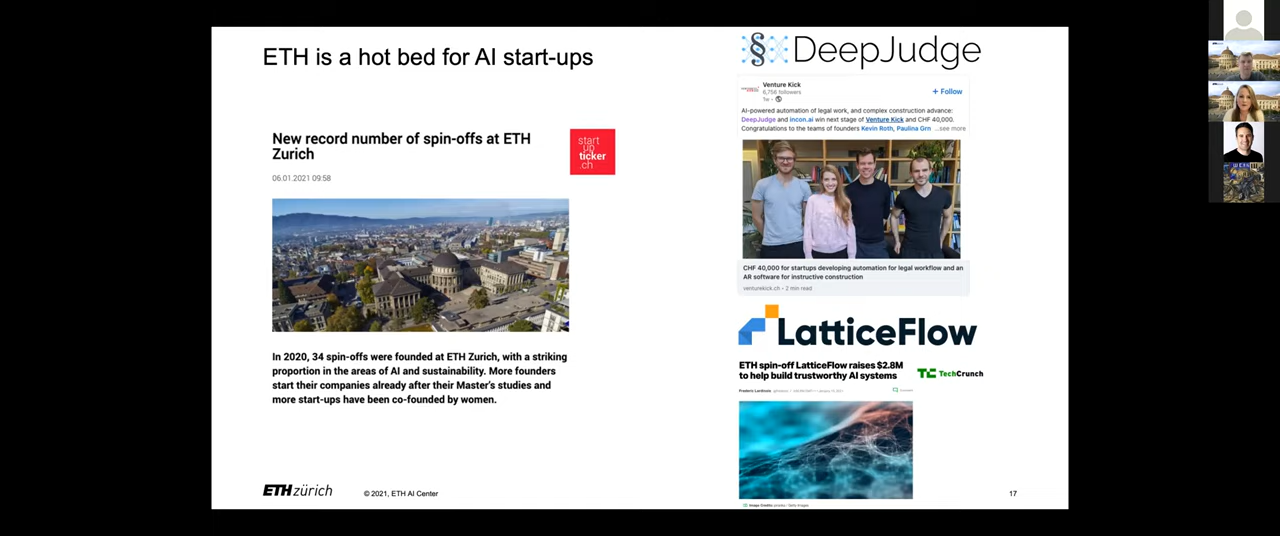 ETH is a hot bed for AI start-ups
New record number of spin-offs at ETH
Zurich
06.01.2021 09:58
start
up
ticker
.ch
In 2020, 34 spin-offs were founded at ETH Zurich, with a striking
proportion in the areas of AI and sustainability. More founders
start their companies already after their Master's studies and
more start-ups have been co-founded by women.
§ DeepJudge
Venture Kick
6,756 followers
1w •
+ Follow
AI-powered automation of legal work, and complex construction advance:
DeepJudge and incon.ai win next stage of Venture Kick and CHF 40,000.
Congratulations to the teams of founders Kevin Roth, Paulina Grn ...see more
CHF 40,000 for startups developing automation for legal workflow and an
AR software for instructive construction
venturekick.ch • 2 min read
LatticeFlow
ETH spin-off LatticeFlow raises $2.8M
to help build trustworthy AI systems
TechCrunch
ETH zürich
© 2021, ETH AI Center
17